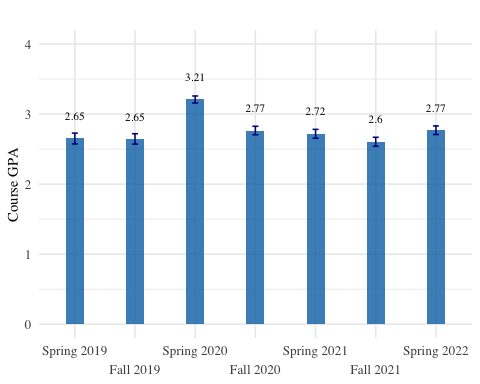 Course GPA
4
3
2
1
0
2.65
2.65
3.21
2.77
2.72
2.6
2.77
Spring 2019
Fall 2019
Spring 2020
Fall 2020
Spring 2021
Fall 2021
Spring 2022